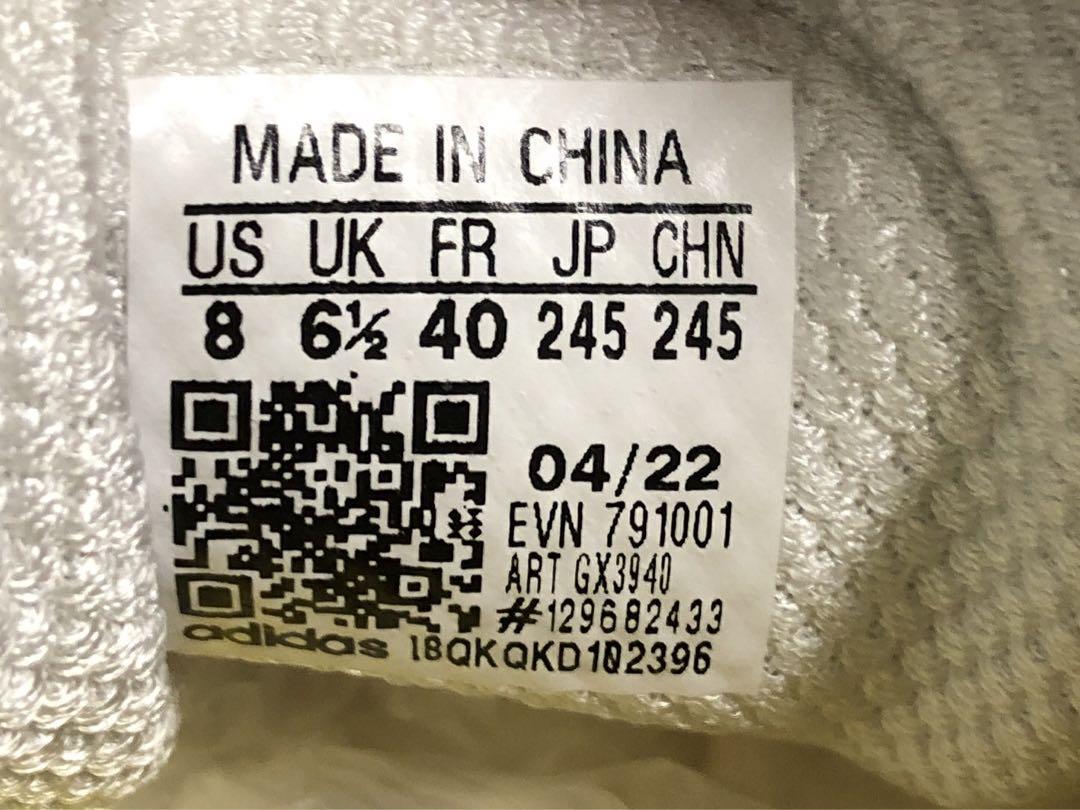 MADE IN CHINA
US UK FR JP CHN
8 6½ 40 245 245
04/22
EVN 791001
ART GX3940
#129682433
adidas 18QKQKD102396